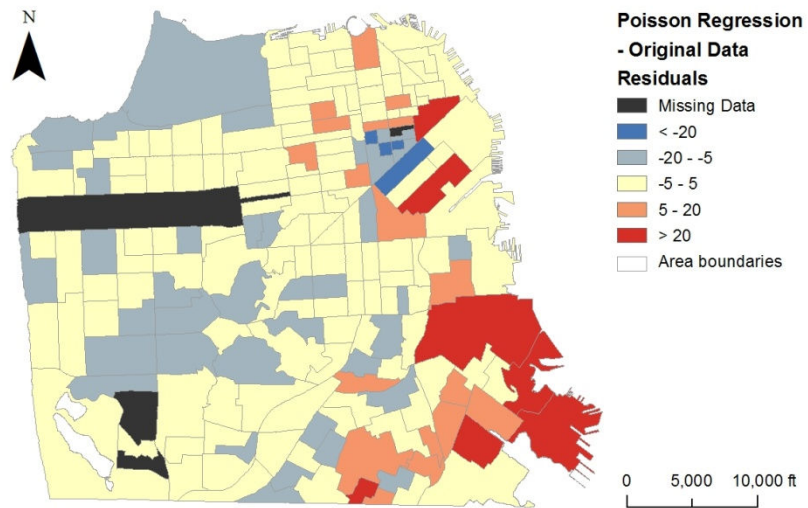 N
Poisson Regression
- Original Data
Residuals
Missing Data
< -20
-20 - -5
-5 - 5
5 - 20
> 20
Area boundaries
0 5,000 10,000 ft